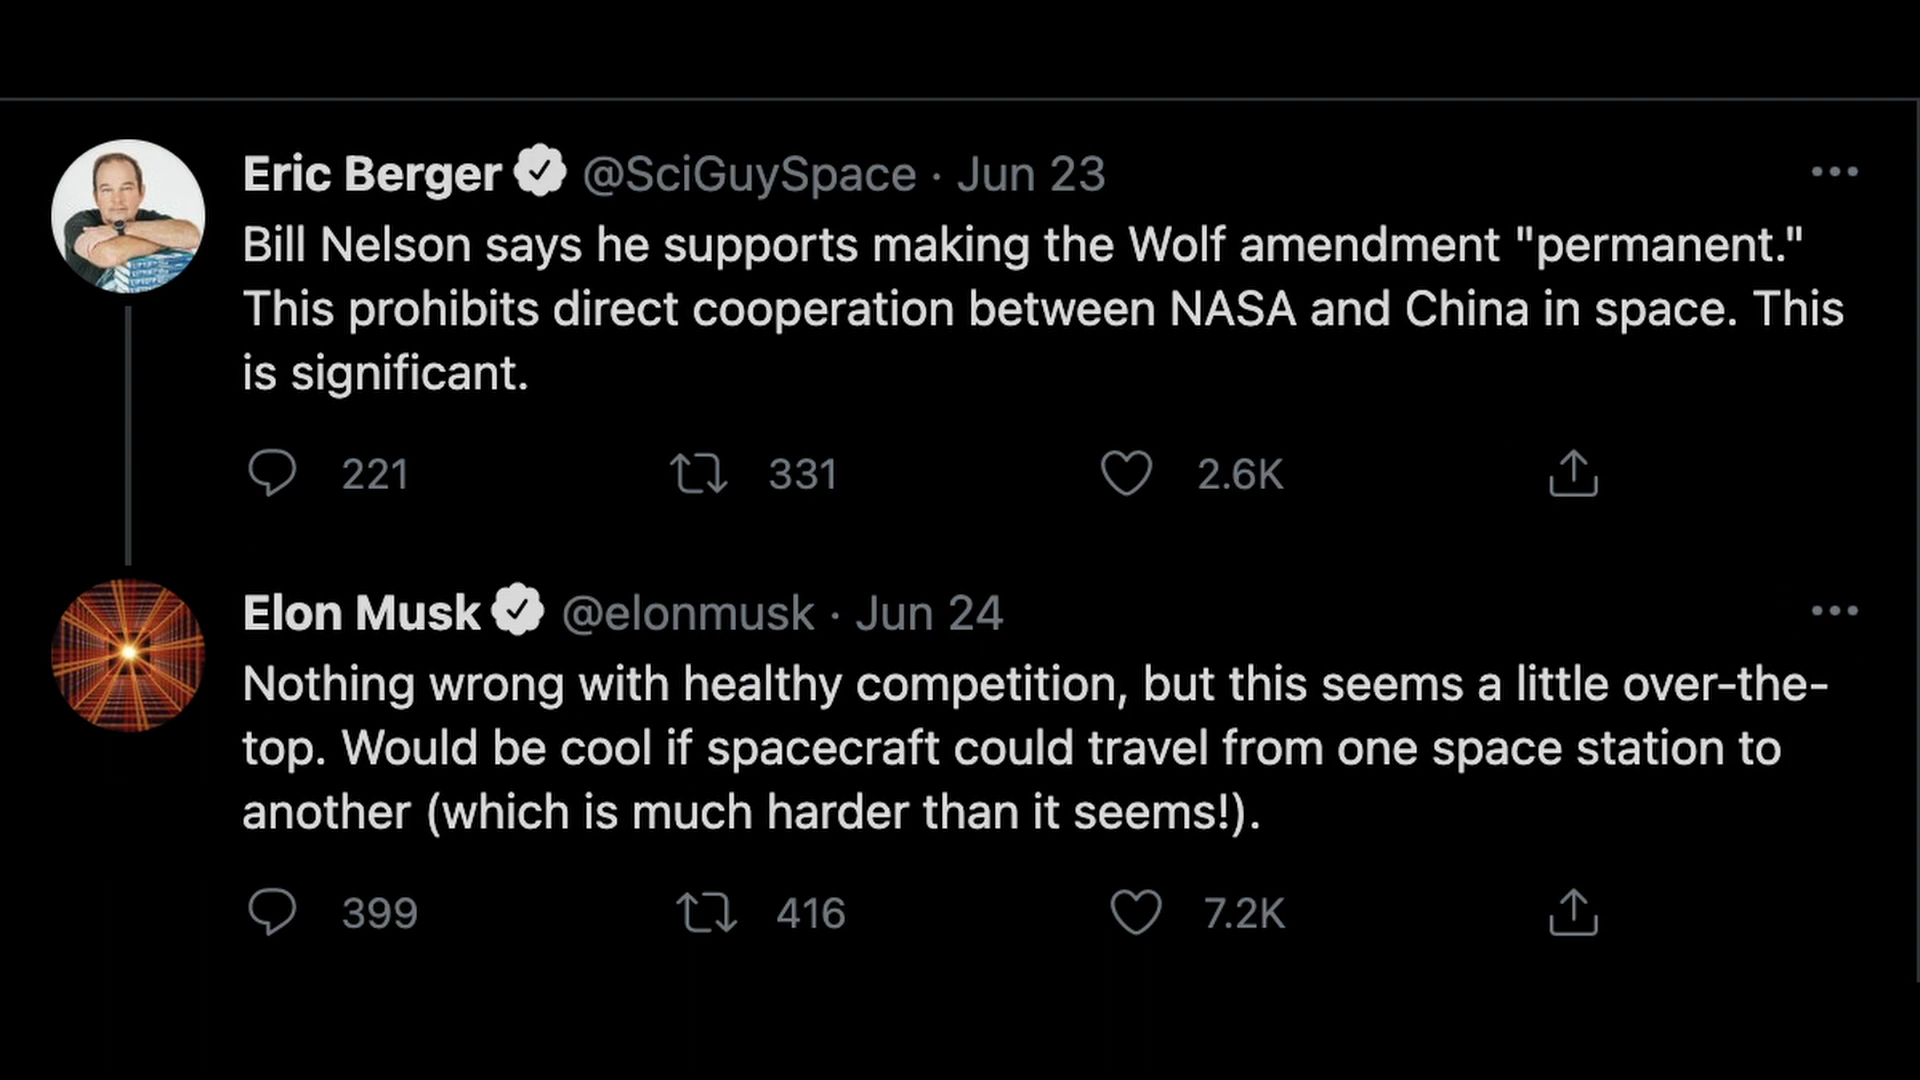 Eric Berger @SciGuySpace · Jun 23
Bill Nelson says he supports making the Wolf amendment "permanent."
This prohibits direct cooperation between NASA and China in space. This
is significant.
221 331 2.6K
Elon Musk @elonmusk · Jun 24
Nothing wrong with healthy competition, but this seems a little over-the-
top. Would be cool if spacecraft could travel from one space station to
another (which is much harder than it seems!).
399 416 7.2K